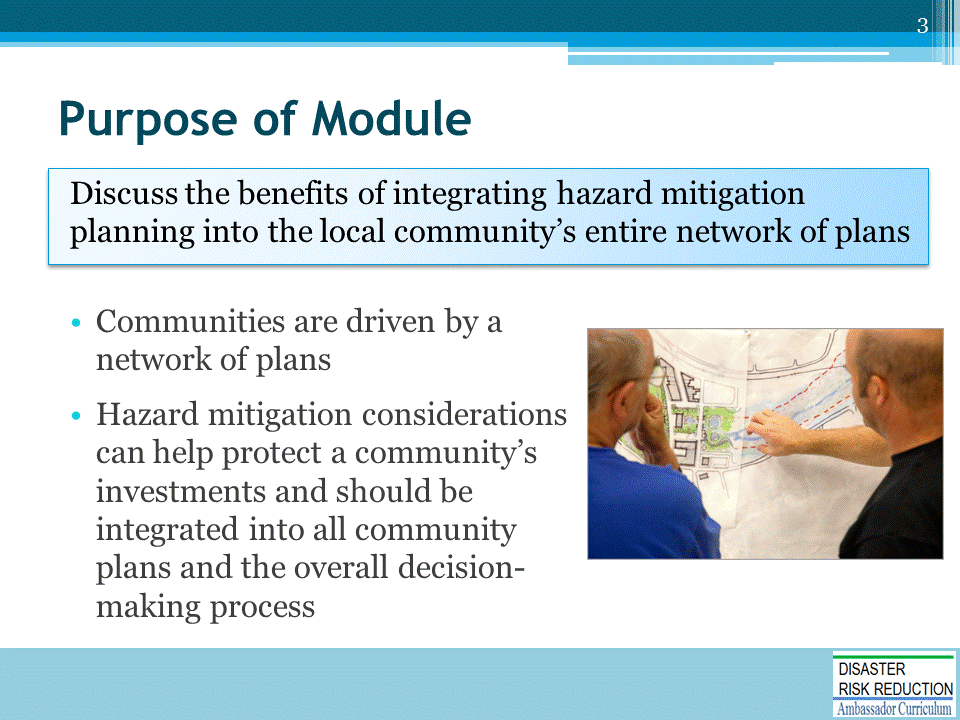 3
Purpose of Module
Discuss the benefits of integrating hazard mitigation
planning into the local community’s entire network of plans
• Communities are driven by a
network of plans
• Hazard mitigation considerations
can help protect a community’s
investments and should be
integrated into all community
plans and the overall decision-
making process
DISASTER
RISK REDUCTION
Ambassador Curriculum